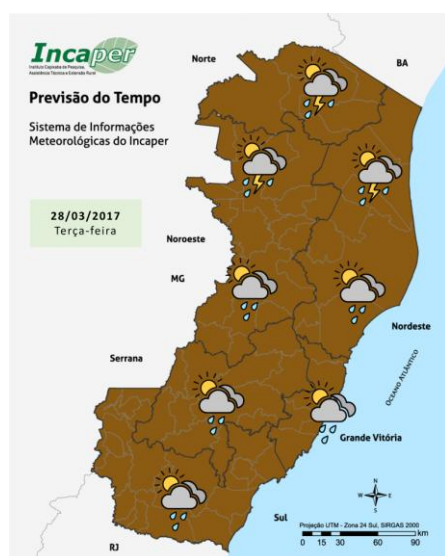 Incaper
Instituto Capixaba de Pesquisa,
Assistência Técnica e Extensão Rural
Previsão do Tempo
Sistema de Informações
Meteorológicas do Incaper
28/03/2017
Terça-feira
Norte
BA
Noroeste
MG
Nordeste
Serrana
OCEANO ATLÂNTICO
Grande Vitória
Sul
RJ
N
W
E
S
Projeção UTM - Zona 24 Sul, SIRGAS 2000
km
0 15 30 60 90